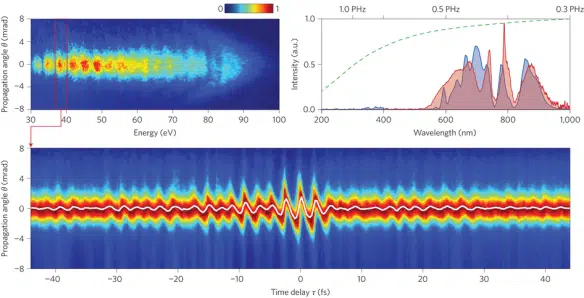 0 1
Propagation angle θ (mrad)
8
4
0
−4
−8
30 40 50 60 70 80 90 100
Energy (eV)
1.0 PHz 0.5 PHz 0.3 PHz
Intensity (a.u.)
1.0
0.5
0.0
200 400 600 800 1,000
Wavelength (nm)
Propagation angle θ (mrad)
8
4
0
−4
−8
−40 −30 −20 −10 0 10 20 30 40
Time delay τ (fs)